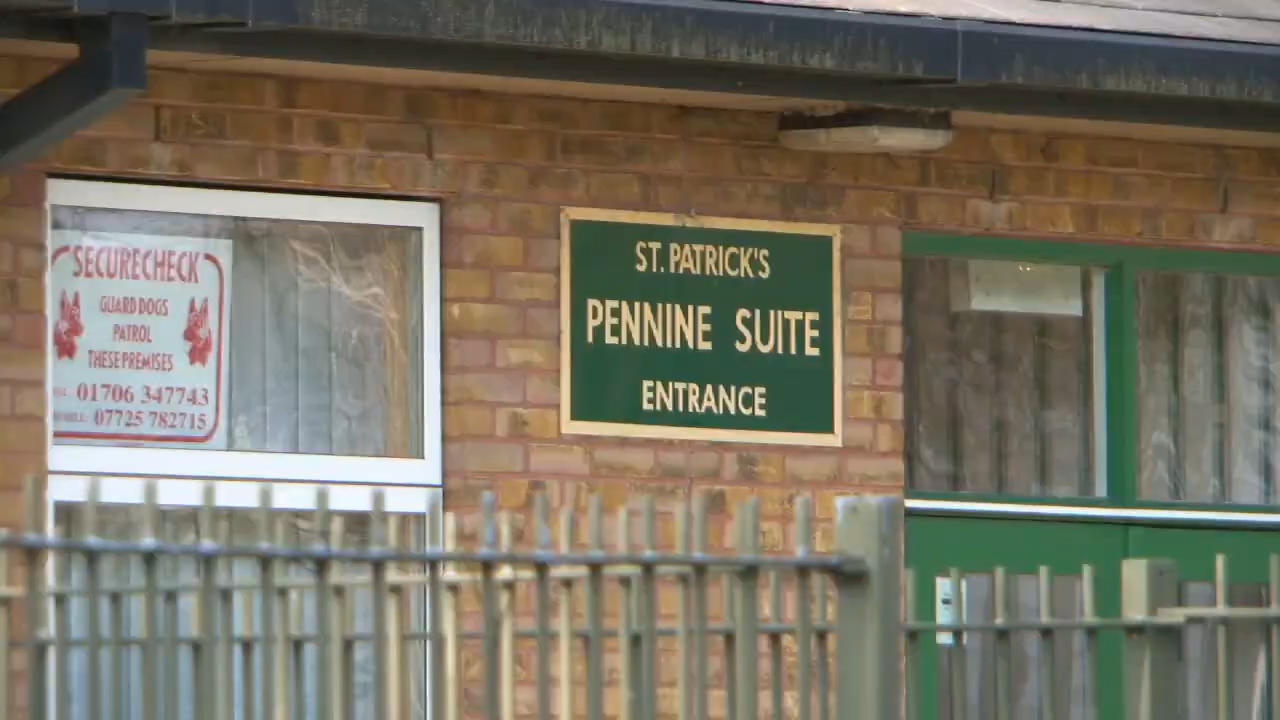 SECURECHECK
GUARD DOGS
PATROL
THESE PREMISES
01706 347743
07725 782715
ST. PATRICK'S
PENNINE SUITE
ENTRANCE